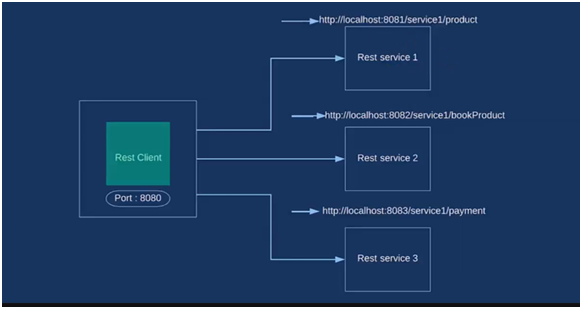 http://localhost:8081/service1/product
Rest service 1
http://localhost:8082/service1/bookProduct
Rest Client
Rest service 2
Port : 8080
http://localhost:8083/service1/payment
Rest service 3